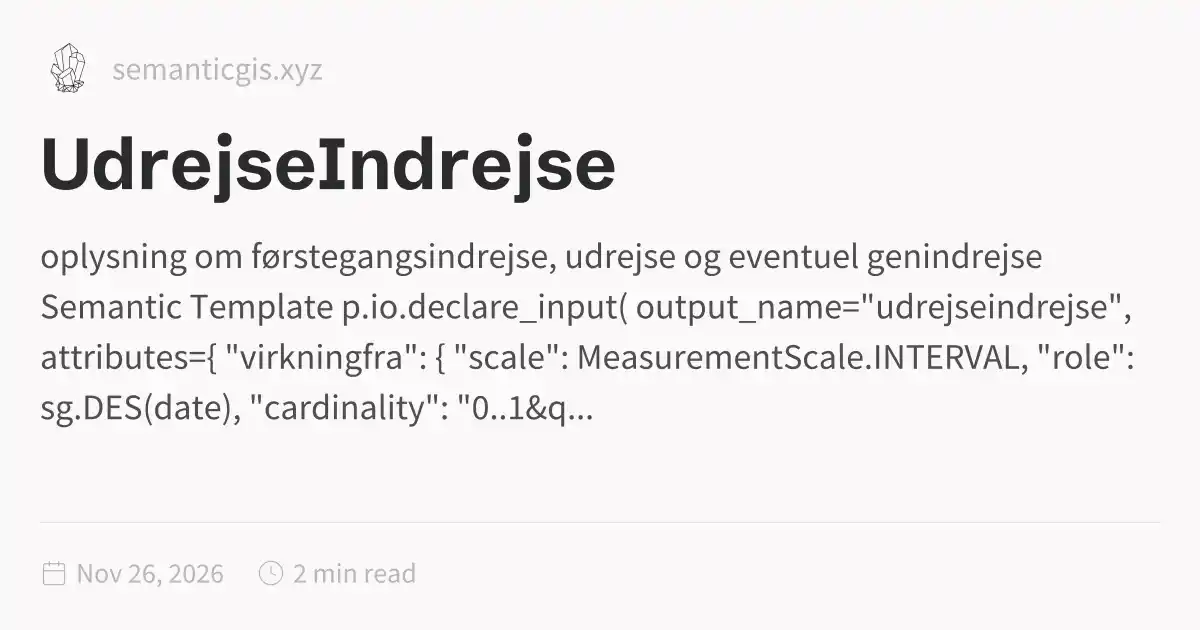 semanticgis.xyz
UdrejseIndrejse
oplysning om førstegangsindrejse, udrejse og eventuel genindrejse
Semantic Template p.io.declare_input( output_name="udrejseindrejse",
attributes={ "virkningfra": { "scale": MeasurementScale.INTERVAL, "role":
sg.DES(date), "cardinality": "0..1&q...
Nov 26, 2026
2 min read